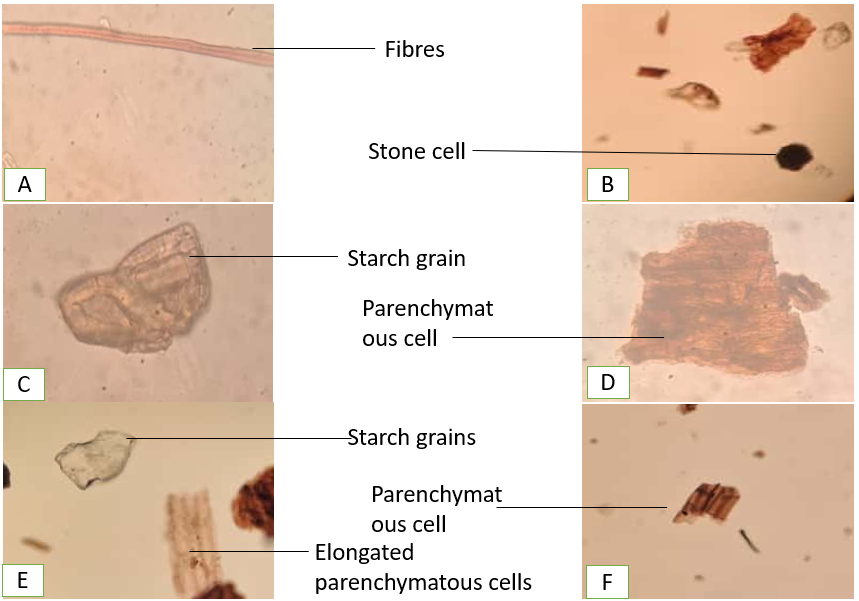 Fibres
Stone cell
A
B
Starch grain
Parenchymat
ous cell
C
D
Starch grains
Parenchymat
ous cell
Elongated
parenchymatous cells
E
F